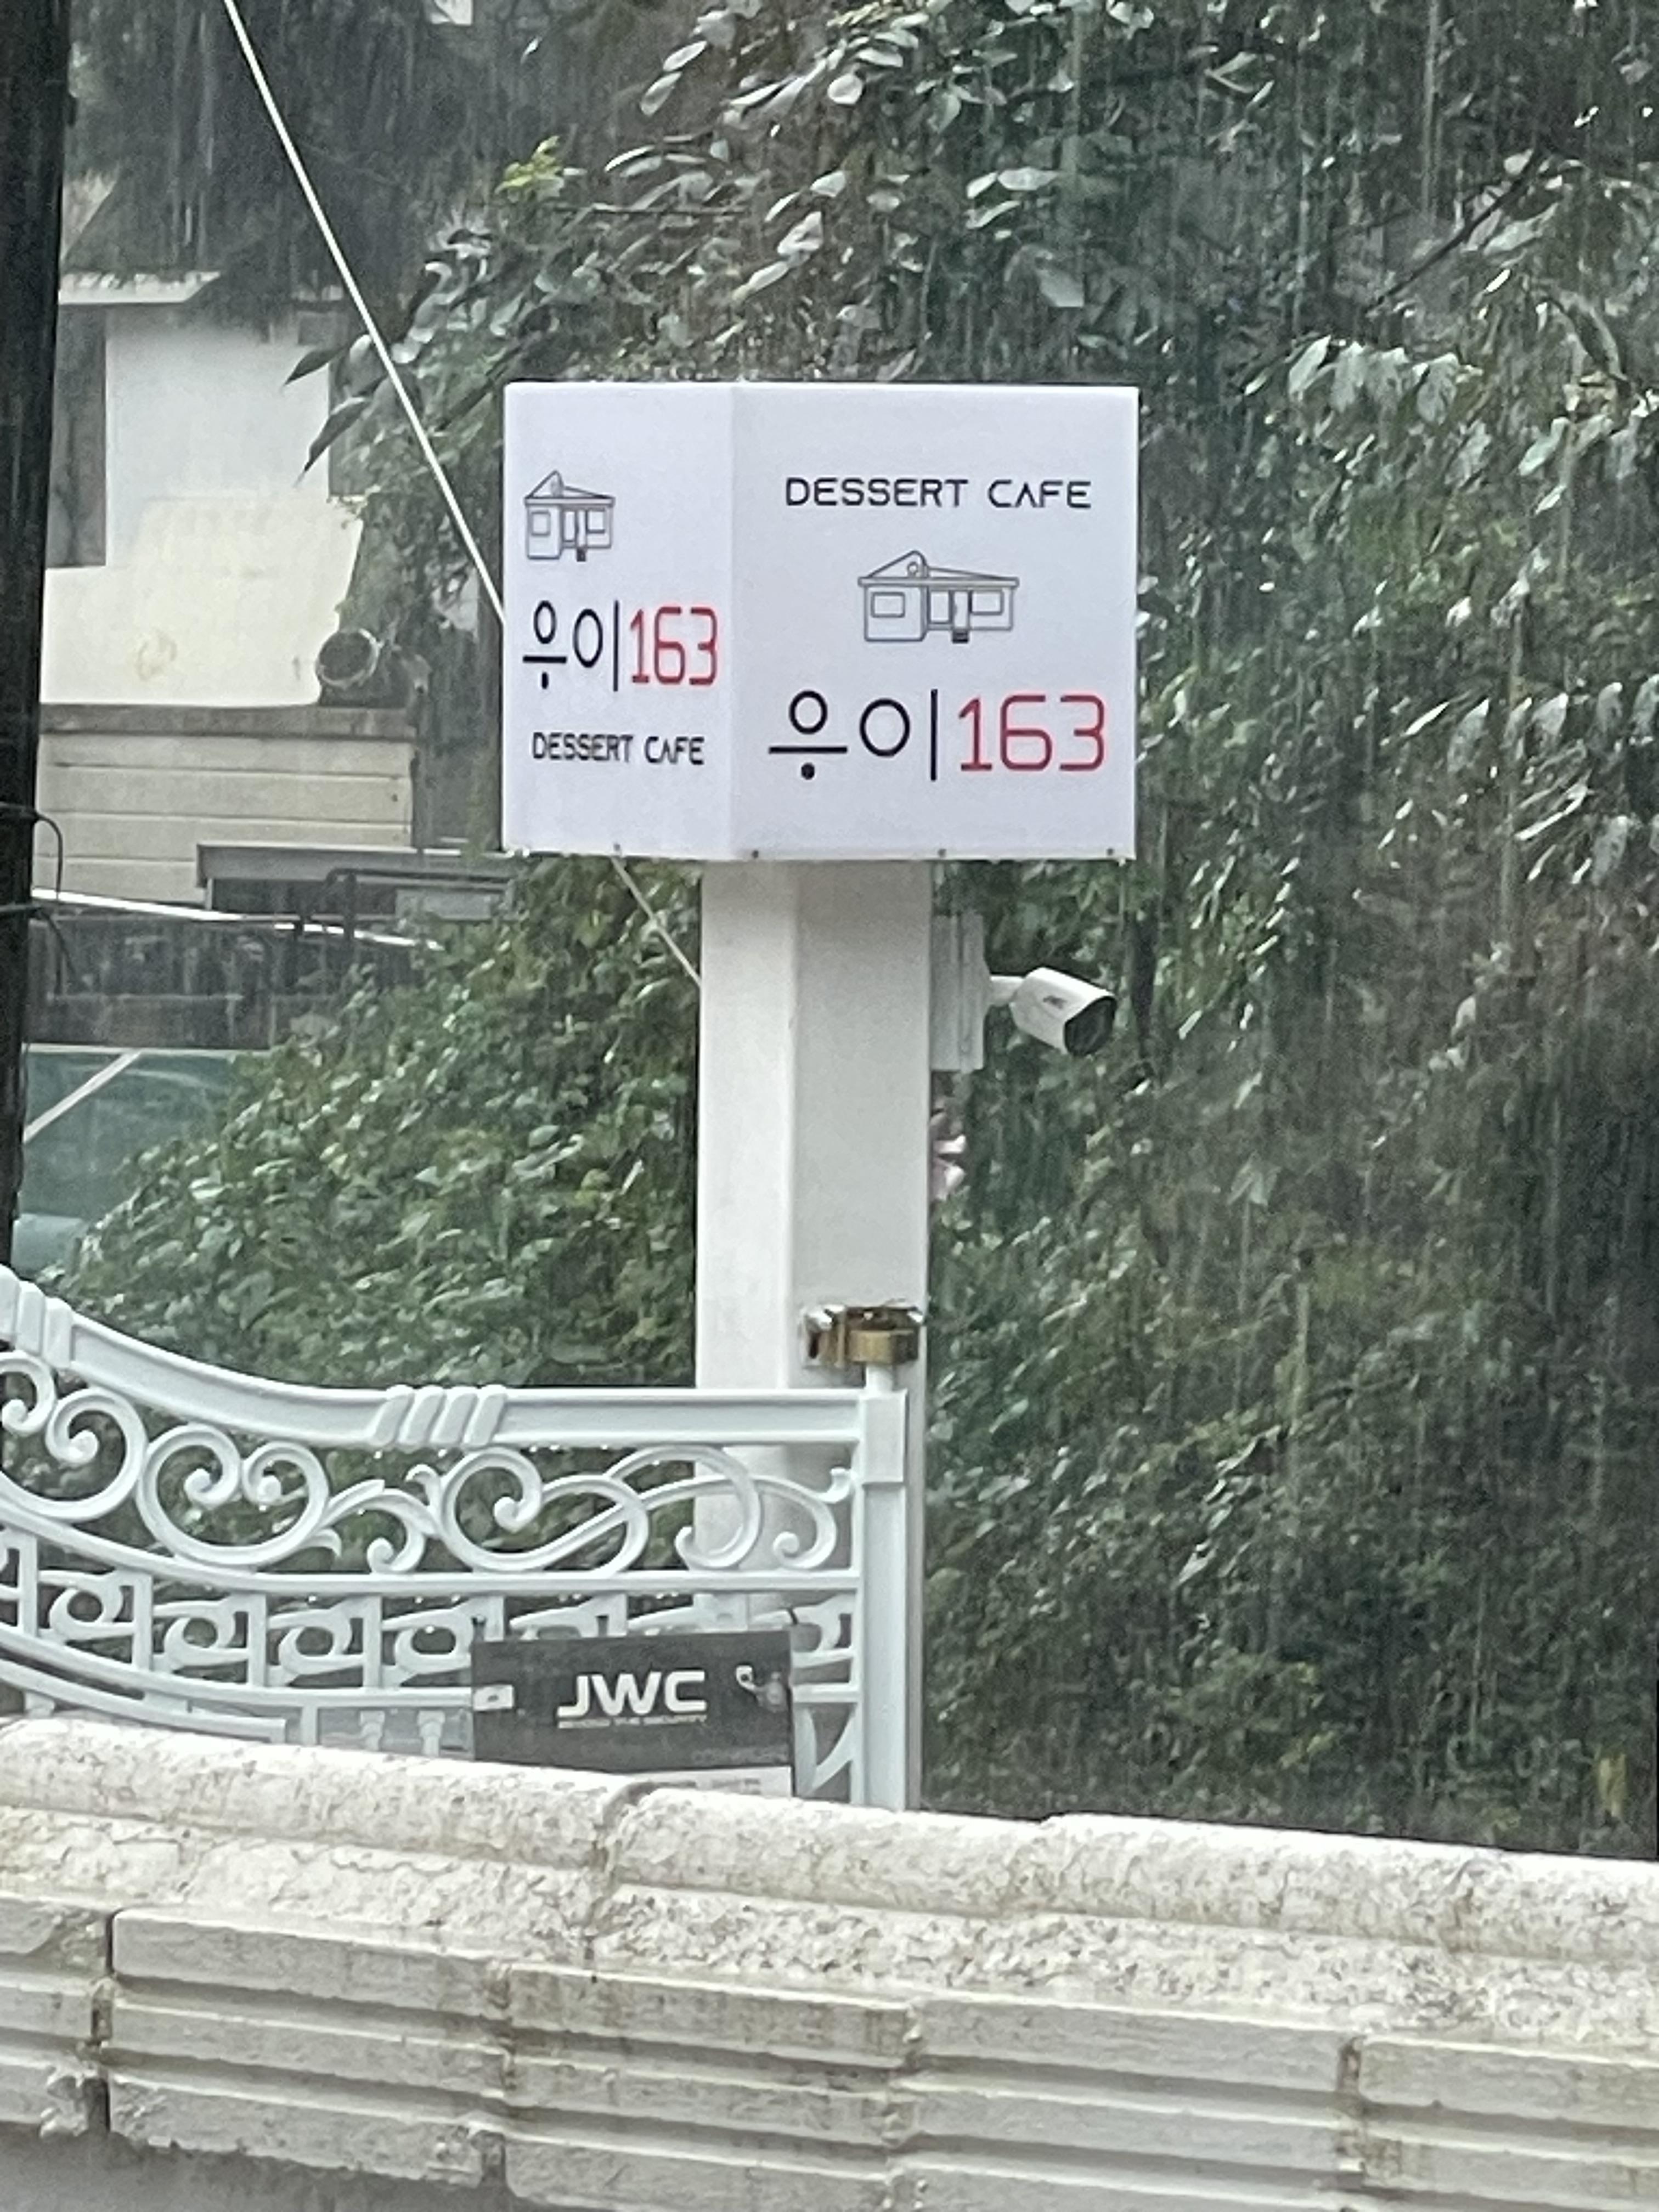 우이163
DESSERT CAFE
DESSERT CAFE
우이163
JWC